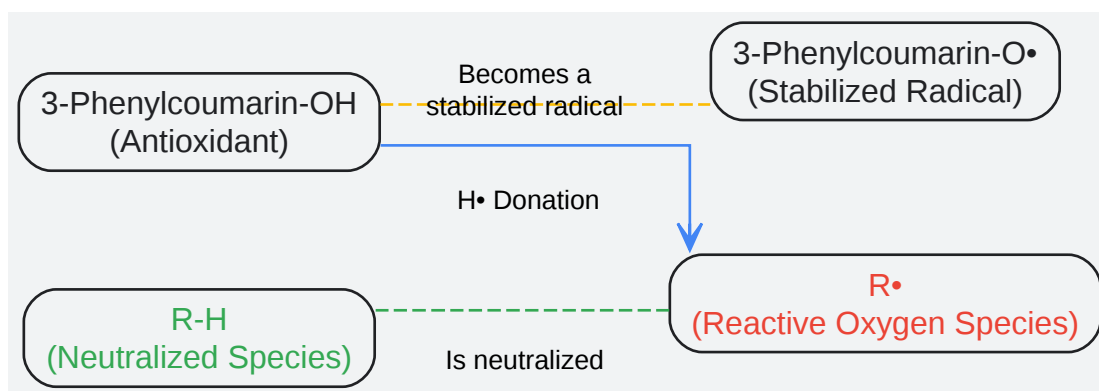 3-Phenylcoumarin-OH
(Antioxidant)
Becomes a
stabilized radical
3-Phenylcoumarin-O•
(Stabilized Radical)
H• Donation
R-H
(Neutralized Species)
Is neutralized
R•
(Reactive Oxygen Species)